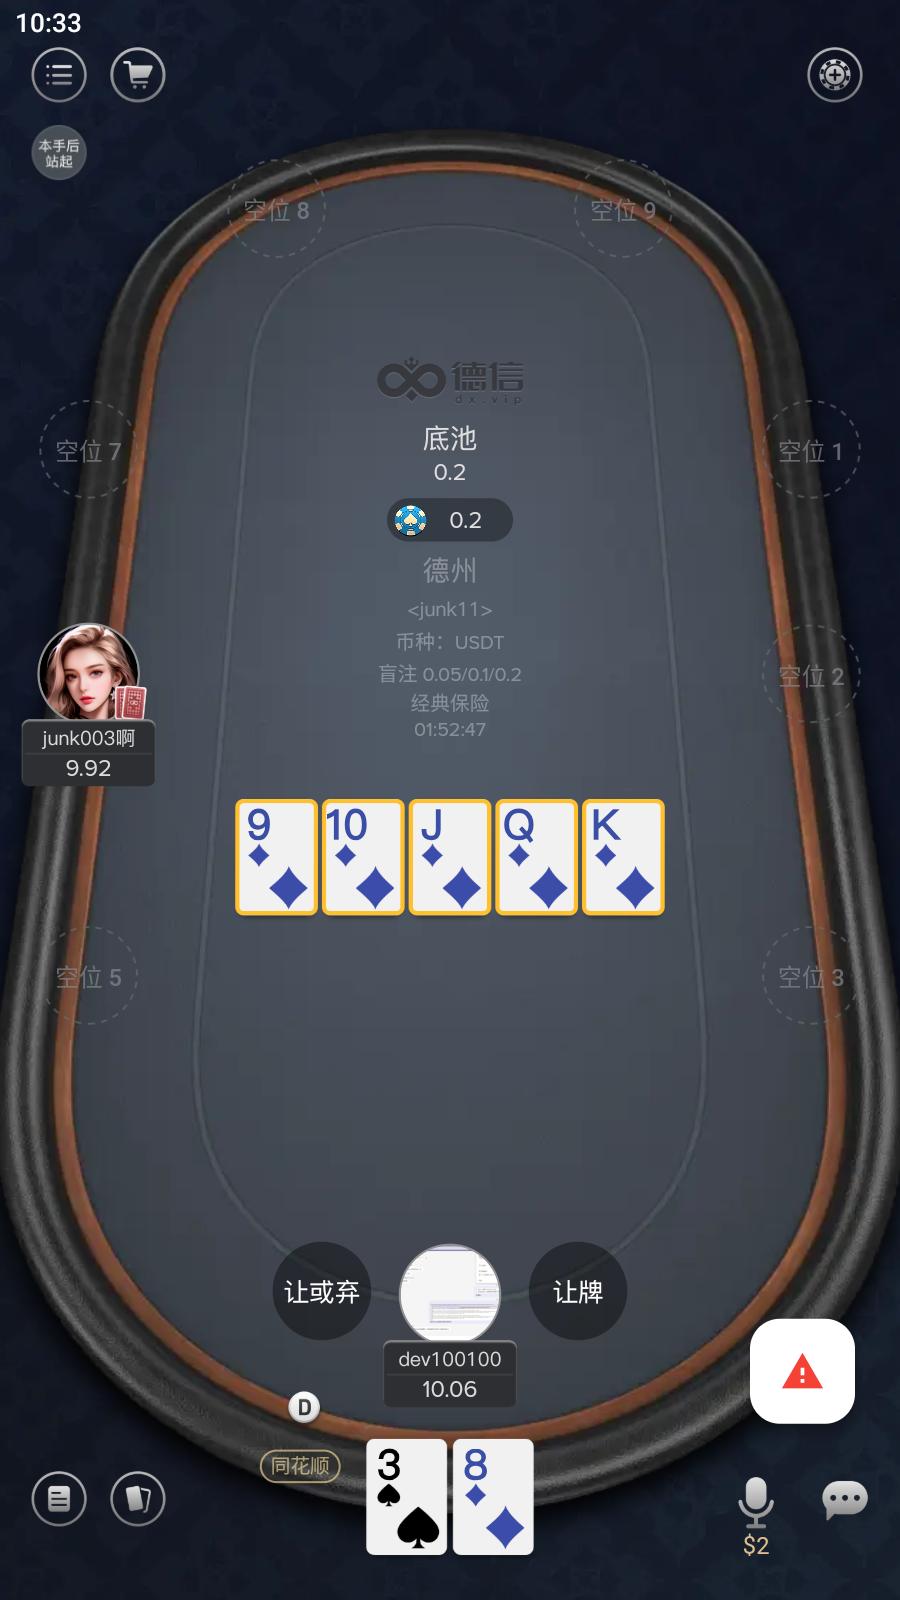 10:33
本手后
站起
空位 8
空位 9
德信
dx.vip
底池
0.2
0.2
空位 7
空位 1
德州
<junk11>
币种：USDT
盲注 0.05/0.1/0.2
经典保险
01:52:47
空位 2
junk003啊
9.92
9 10 J Q K
空位 5
空位 3
让或弃
让牌
dev100100
10.06
D
同花顺
3 8
$2